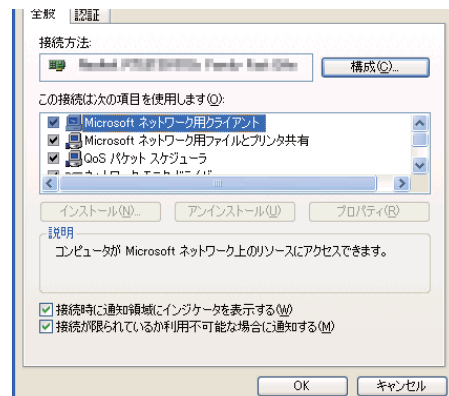 全般 認証
接続方法:
構成(C)...
この接続は次の項目を使用します(O):
Microsoft ネットワーク用クライアント
Microsoft ネットワーク用ファイルとプリンタ共有
QoS パケット スケジューラ
インストール(N)... アンインストール(U) プロパティ(R)
説明
コンピュータが Microsoft ネットワーク上のリソースにアクセスできます。
接続時に通知領域にインジケータを表示する(W)
接続が限られているか利用不可能な場合に通知する(M)
OK キャンセル